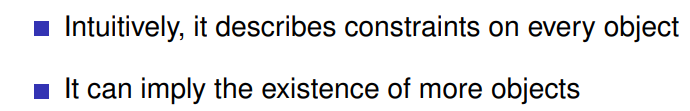 Intuitively, it describes constraints on every object
It can imply the existence of more objects